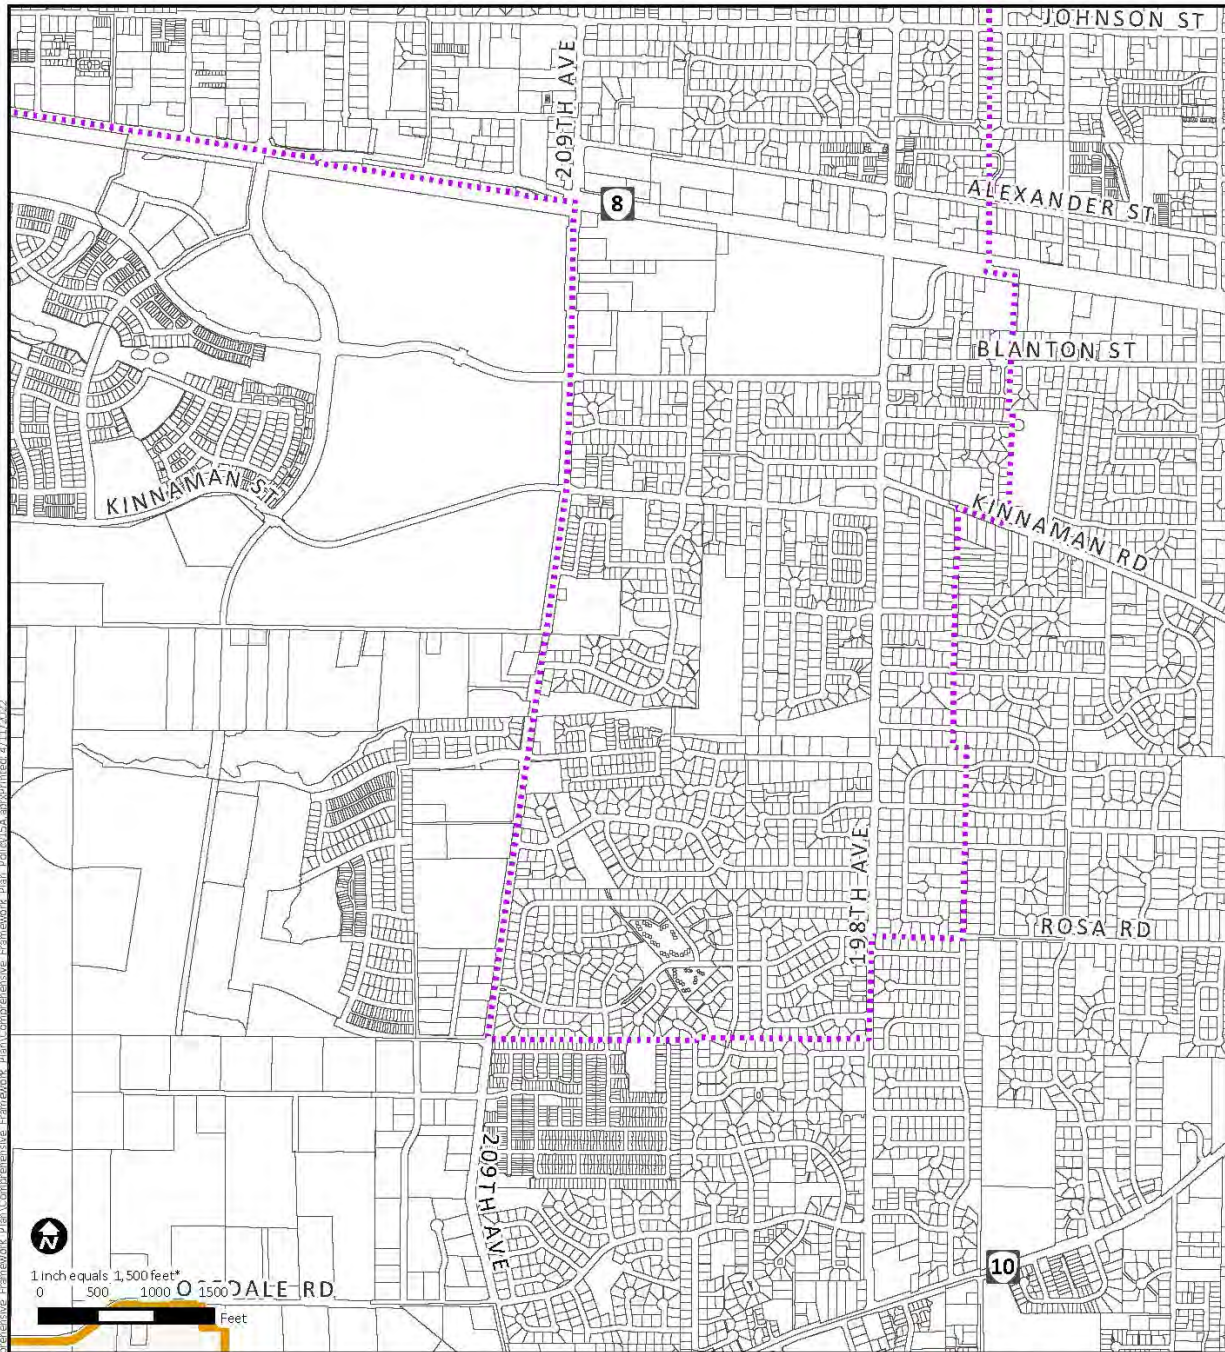 JOHNSON ST
209TH AVE
8
ALEXANDER ST
BLANTON ST
KINNAMAN ST
KINNAMAN RD
198TH AVE
ROSA RD
209TH AVE
10
N
1 inch equals 1,500 feet*
0 500 1000 1500
DALE RD
Feet